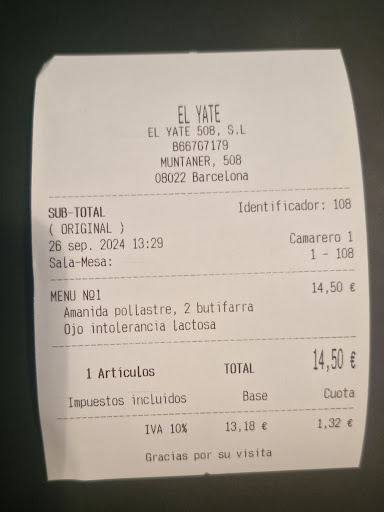 EL YATE
EL YATE 508, S.L
B66707179
MUNTANER, 508
08022 Barcelona
SUB-TOTAL Identificador: 108
( ORIGINAL )
26 sep. 2024 13:29 Camarero 1
Sala-Mesa: 1 - 108
MENU Nº1 14,50 €
Amanida pollastre, 2 butifarra
Ojo intolerancia lactosa
1 Artículos TOTAL 14,50 €
Impuestos incluidos Base Cuota
IVA 10% 13,18 € 1,32 €
Gracias por su visita